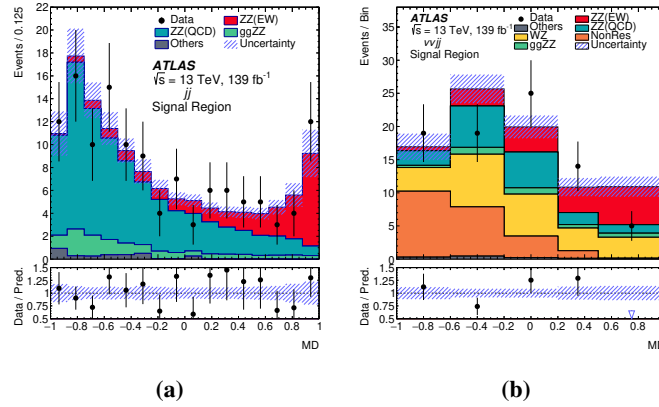 Events / 0.125
22
20
18
16
14
12
10
8
6
4
2
0
Data
ZZ(EW)
ZZ(QCD)
ggZZ
Others
Uncertainty
ATLAS
√s = 13 TeV, 139 fb⁻¹
jj
Signal Region
Data / Pred.
1.5
1.25
1
0.75
0.5
-1 -0.8 -0.6 -0.4 -0.2 0 0.2 0.4 0.6 0.8 1
MD
(a)
Events / Bin
35
30
25
20
15
10
5
0
ATLAS
√s = 13 TeV, 139 fb⁻¹
ννjj
Signal Region
Data
ZZ(EW)
Others
ZZ(QCD)
WZ
NonRes
ggZZ
Uncertainty
Data / Pred.
1.5
1.25
1
0.75
0.5
-1 -0.8 -0.6 -0.4 -0.2 0 0.2 0.4 0.6 0.8 1
(b)